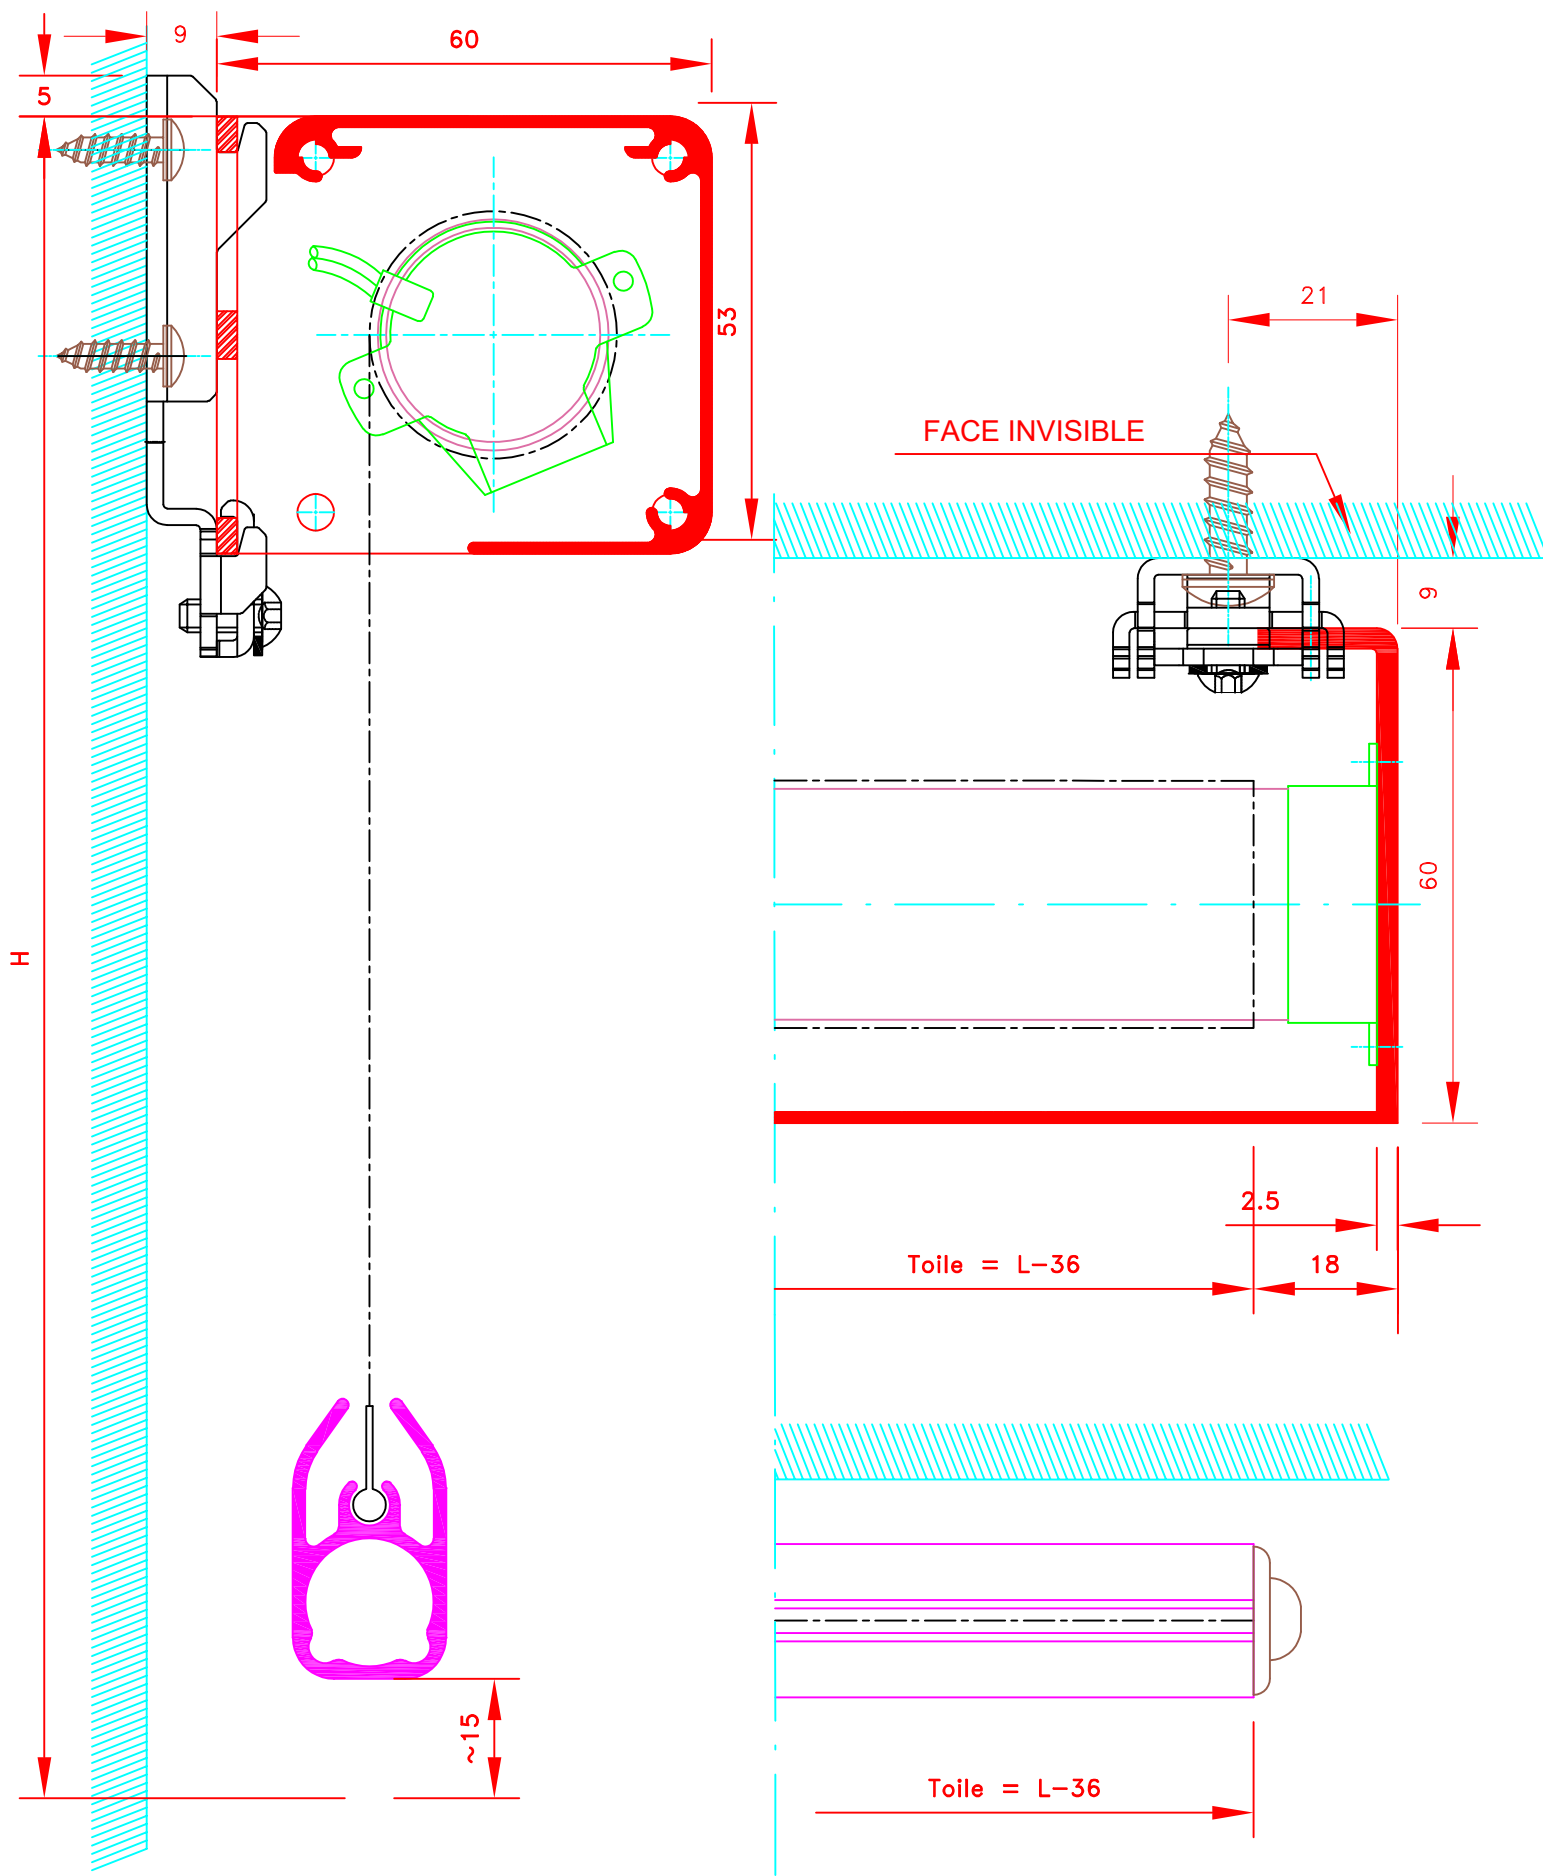 9
60
5
53
21
FACE INVISIBLE
9
60
H
2.5
Toile = L-36
18
~15
Toile = L-36